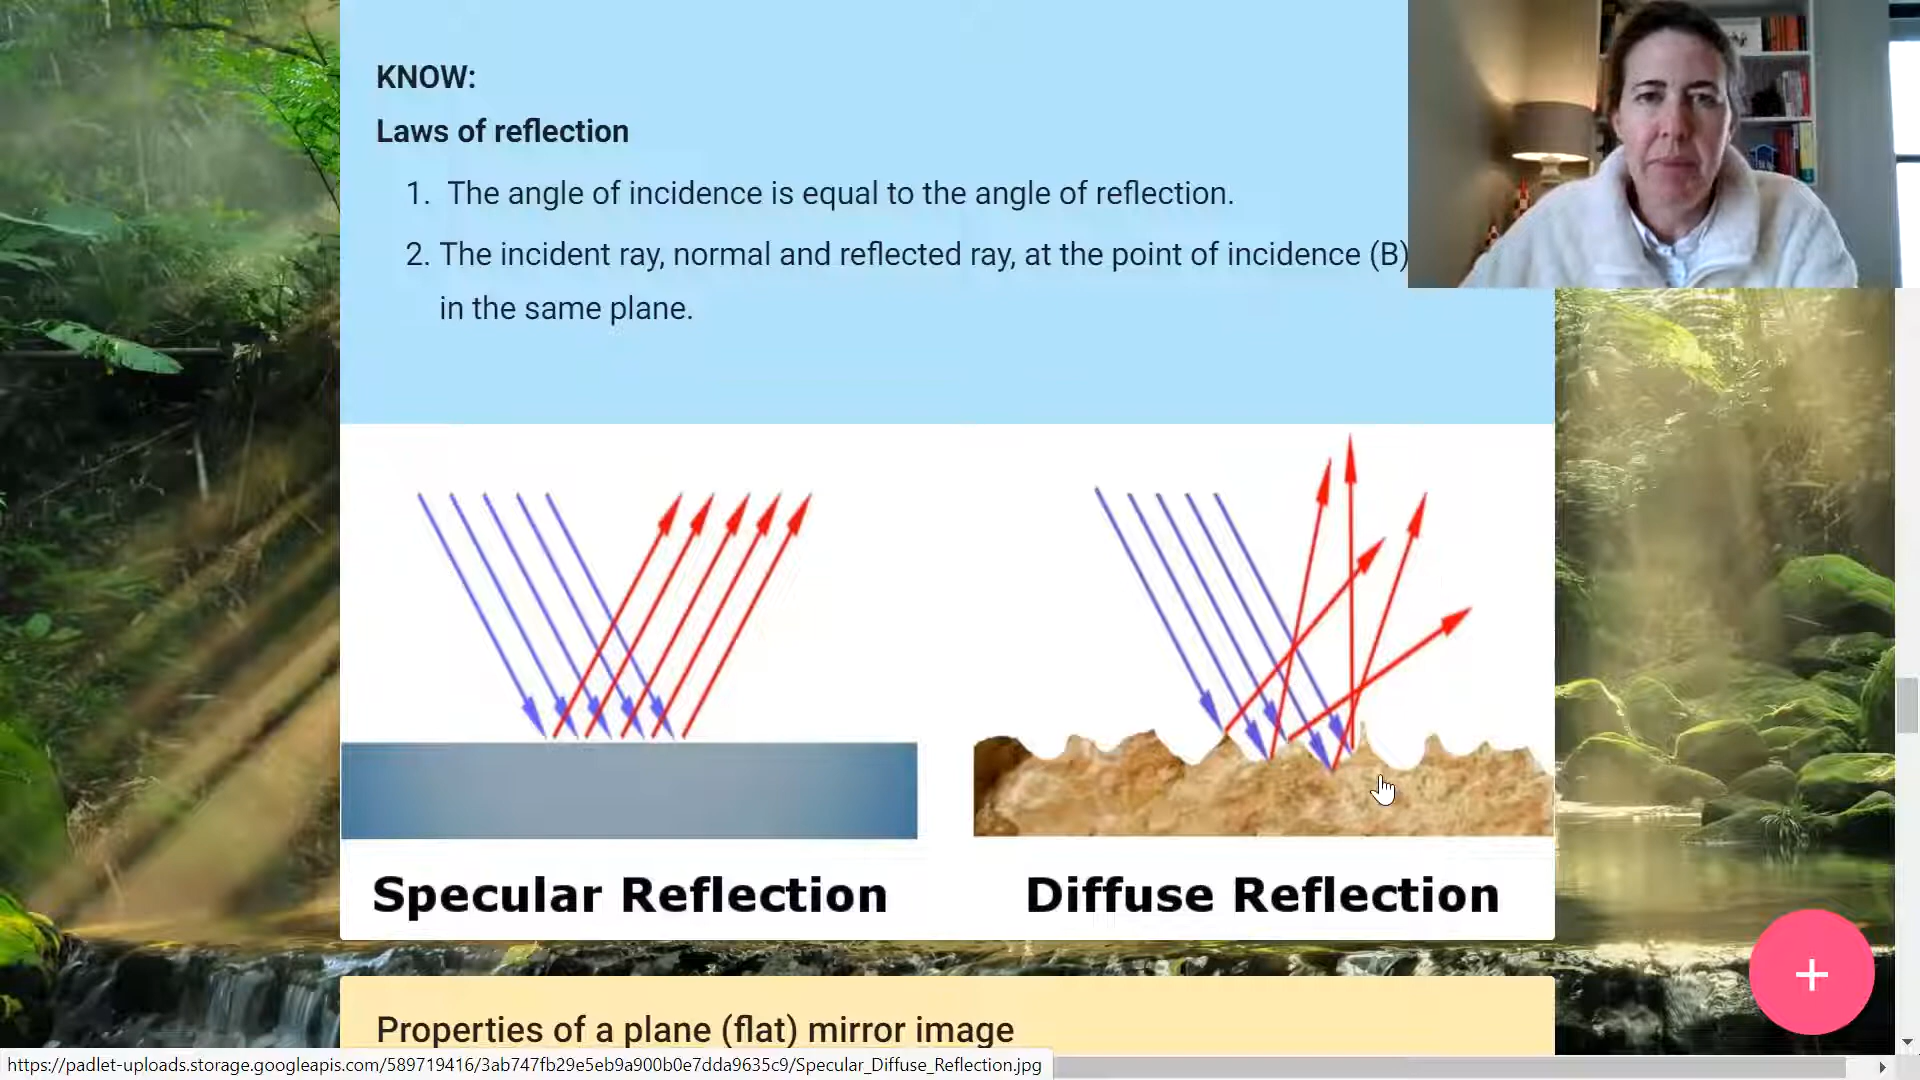 KNOW:
Laws of reflection
1. The angle of incidence is equal to the angle of reflection.
2. The incident ray, normal and reflected ray, at the point of incidence (B)
in the same plane.
Specular Reflection
Diffuse Reflection
+
Properties of a plane (flat) mirror image
https://padlet-uploads.storage.googleapis.com/589719416/3ab747fb29e5eb9a900b0e7dda9635c9/Specular_Diffuse_Reflection.jpg